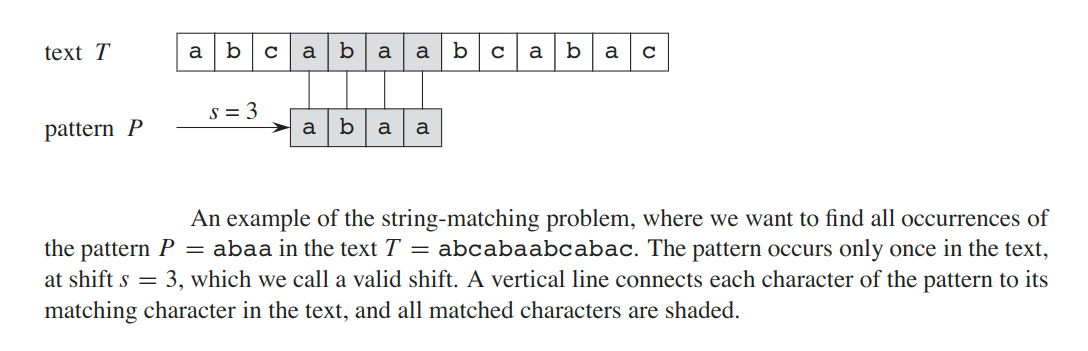 text T a b c a b a a b c a b a c
s = 3
pattern P a b a a
An example of the string-matching problem, where we want to find all occurrences of
the pattern P = abaa in the text T = abcabaabcabac. The pattern occurs only once in the text,
at shift s = 3, which we call a valid shift. A vertical line connects each character of the pattern to its
matching character in the text, and all matched characters are shaded.